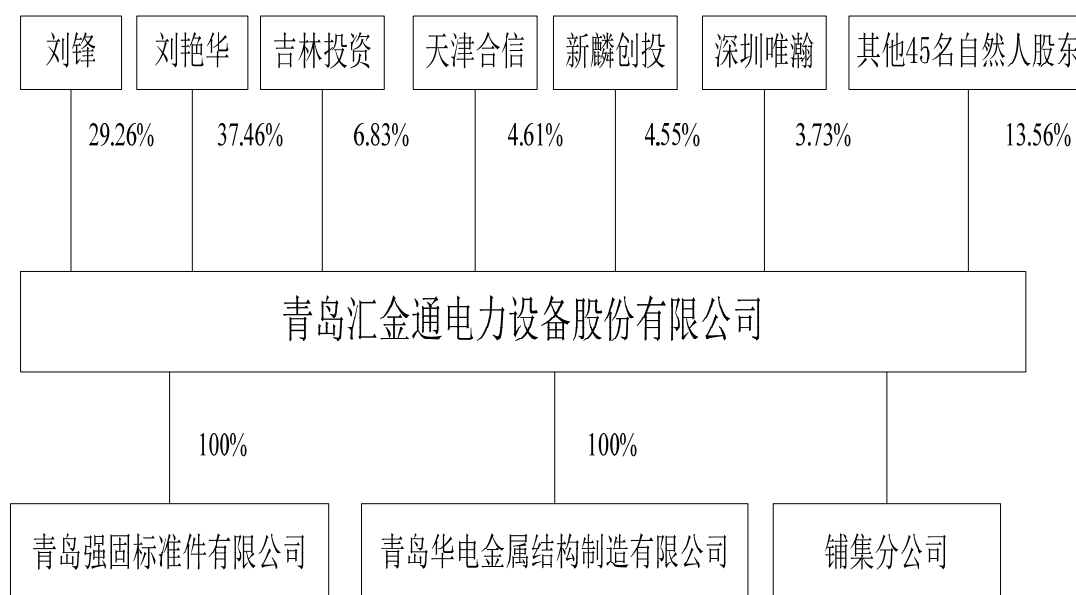 刘锋 刘艳华 吉林投资 天津合信 新麟创投 深圳唯瀚 其他45名自然人股东
29.26% 37.46% 6.83% 4.61% 4.55% 3.73% 13.56%
青岛汇金通电力设备股份有限公司
100% 100%
青岛强固标准件有限公司 青岛华电金属结构制造有限公司 铺集分公司